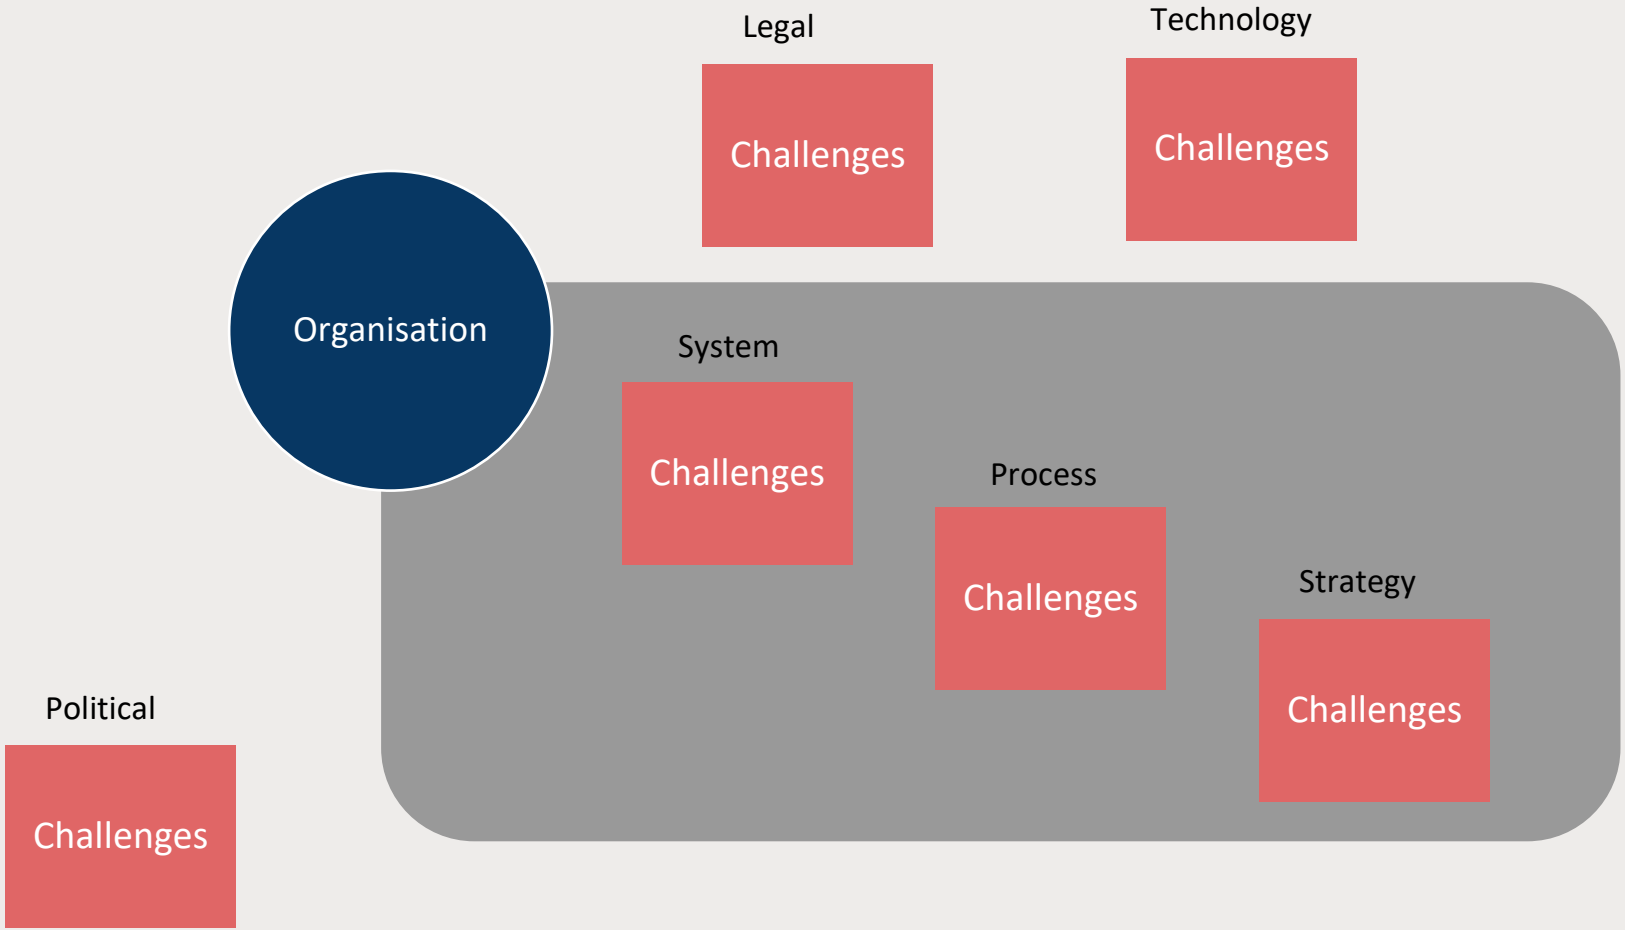 Legal
Challenges
Technology
Challenges
Organisation
System
Challenges
Process
Challenges
Strategy
Challenges
Political
Challenges